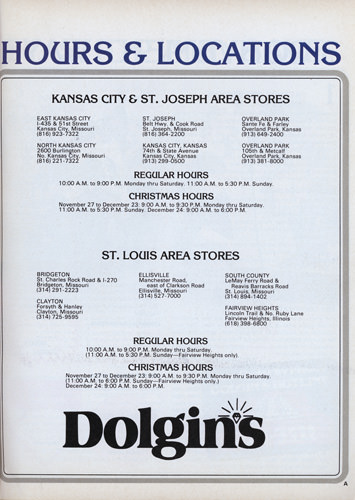 HOURS & LOCATIONS
KANSAS CITY & ST. JOSEPH AREA STORES
EAST KANSAS CITY
I-435 & 51st Street
Kansas City, Missouri
(816) 923-7322
ST. JOSEPH
Belt Hwy. & Cook Road
St. Joseph, Missouri
(816) 364-2200
OVERLAND PARK
Sante Fe & Farley
Overland Park, Kansas
(913) 649-2400
NORTH KANSAS CITY
2600 Burlington
No. Kansas City, Missouri
(816) 221-7322
KANSAS CITY, KANSAS
74th & State Avenue
Kansas City, Kansas
(913) 299-0500
OVERLAND PARK
105th & Metcalf
Overland Park, Kansas
(913) 381-8000
REGULAR HOURS
10:00 A.M. to 9:00 P.M. Monday thru Saturday. 11:00 A.M. to 5:30 P.M. Sunday.
CHRISTMAS HOURS
November 27 to December 23: 9:00 A.M. to 9:30 P.M. Monday thru Saturday.
11:00 A.M. to 5:30 P.M. Sunday. December 24: 9:00 A.M. to 6:00 P.M.
ST. LOUIS AREA STORES
BRIDGETON
St. Charles Rock Road & I-270
Bridgeton, Missouri
(314) 291-2223
ELLISVILLE
Manchester Road,
east of Clarkson Road
Ellisville, Missouri
(314) 527-7000
SOUTH COUNTY
LeMay Ferry Road &
Reavis Barracks Road
St. Louis, Missouri
(314) 894-1402
CLAYTON
Forsyth & Hanley
Clayton, Missouri
(314) 725-9595
FAIRVIEW HEIGHTS
Lincoln Trail & No. Ruby Lane
Fairview Heights, Illinois
(618) 398-6800
REGULAR HOURS
10:00 A.M. to 9:00 P.M. Monday thru Saturday.
(11:00 A.M. to 5:30 P.M. Sunday—Fairview Heights only)
CHRISTMAS HOURS
November 27 to December 23: 9:00 A.M. to 9:30 P.M. Monday thru Saturday.
(11:00 A.M. to 6:00 P.M. Sunday—Fairview Heights only.)
December 24: 9:00 A.M. to 6:00 P.M.
Dolgin's
A